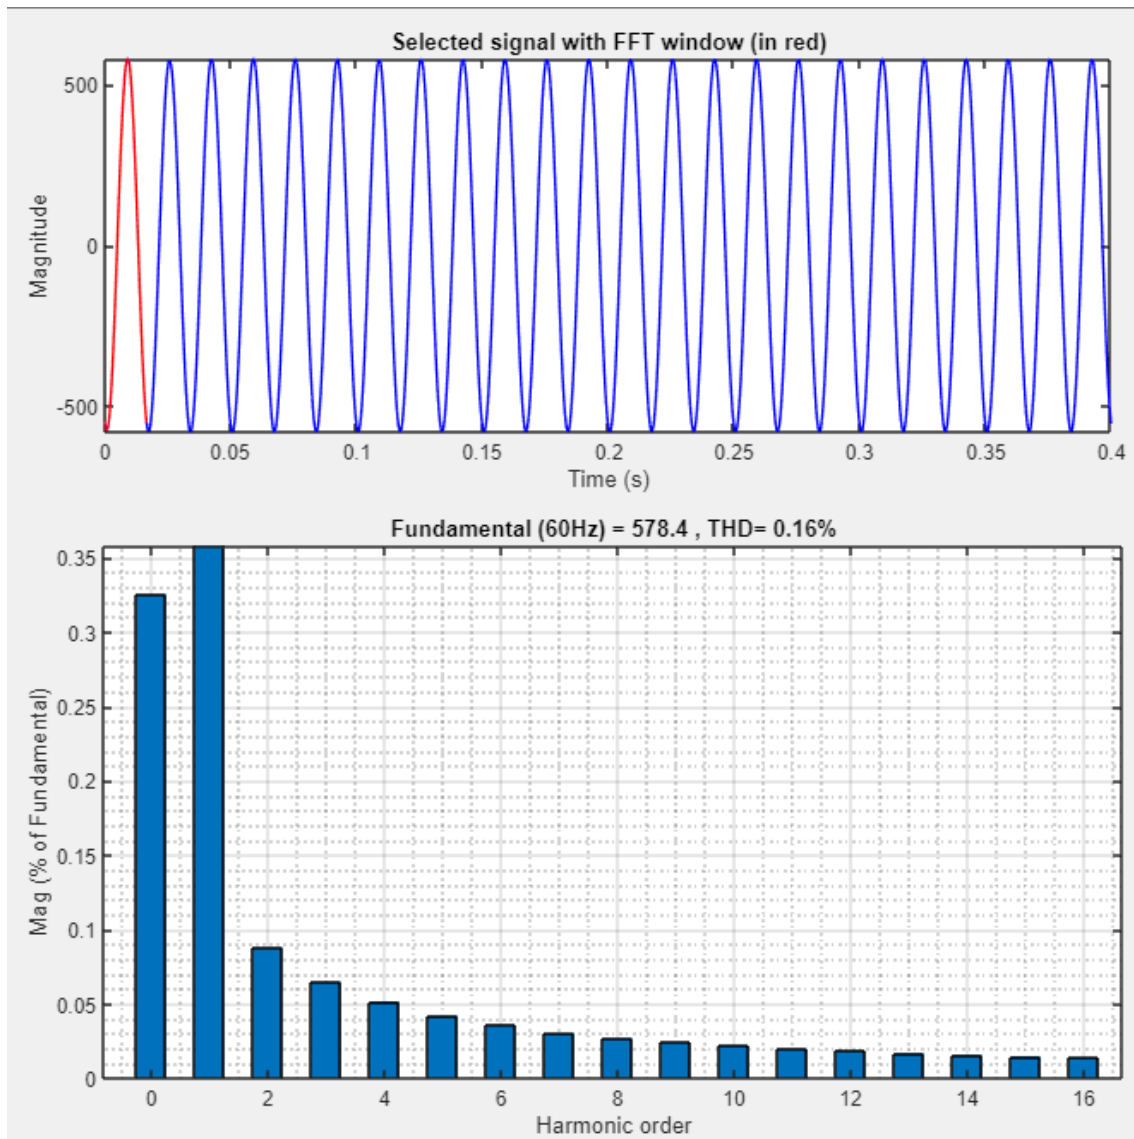 Selected signal with FFT window (in red)
500
0
-500
Magnitude
0 0.05 0.1 0.15 0.2 0.25 0.3 0.35 0.4
Time (s)
Fundamental (60Hz) = 578.4 , THD= 0.16%
0.35
0.3
0.25
0.2
0.15
0.1
0.05
0
Mag (% of Fundamental)
0 2 4 6 8 10 12 14 16
Harmonic order